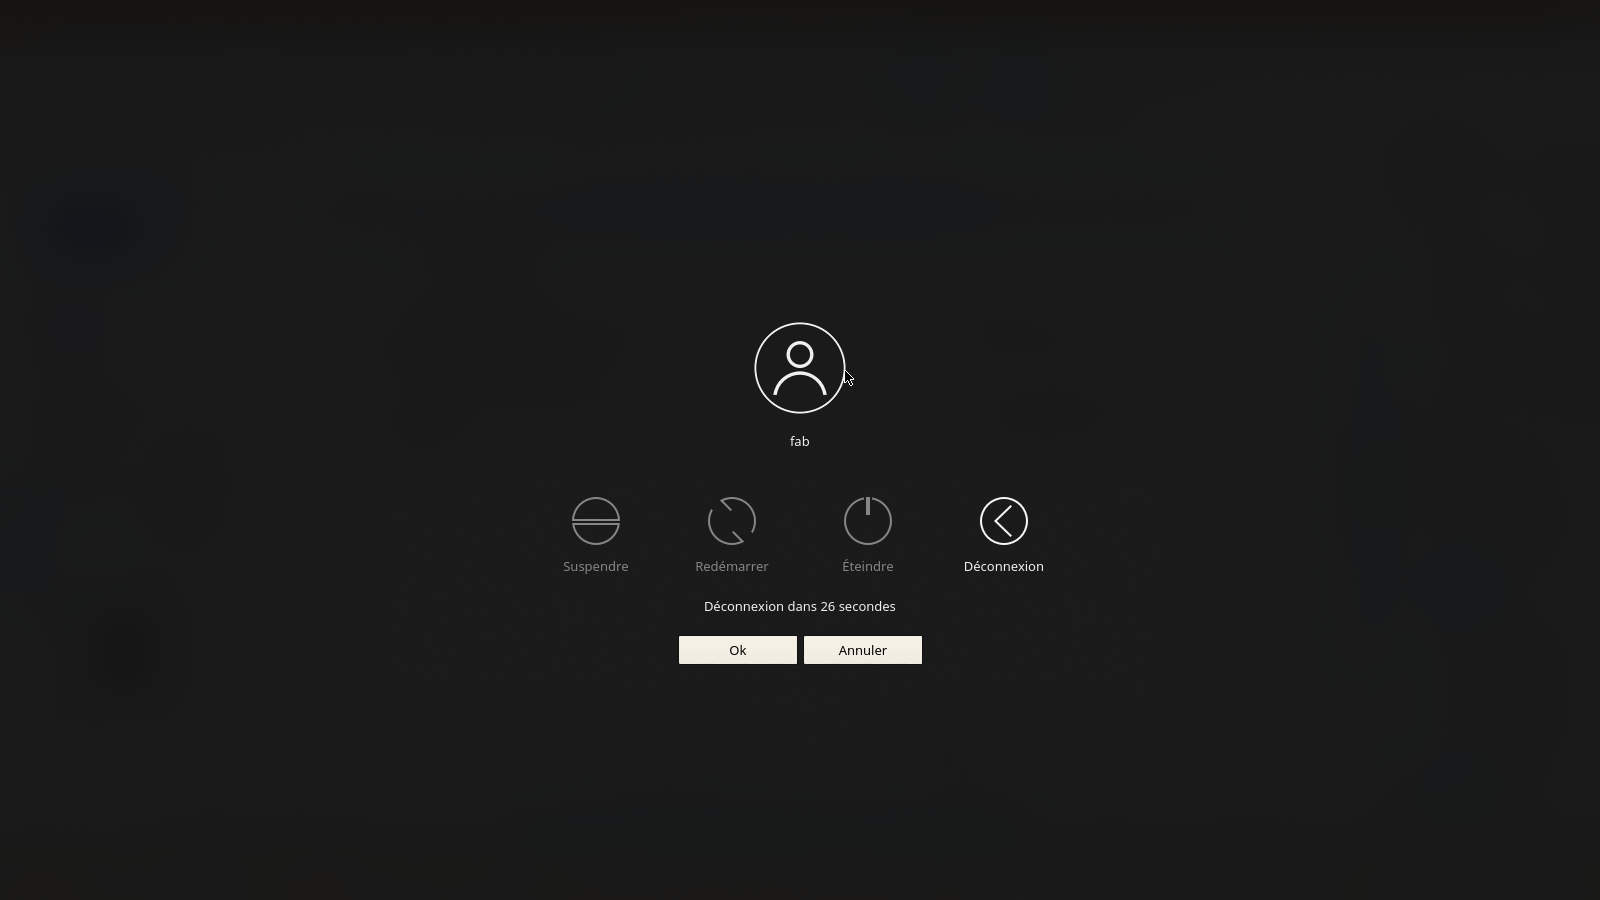 fab
Suspendre Redémarrer Éteindre Déconnexion
Déconnexion dans 26 secondes
Ok Annuler